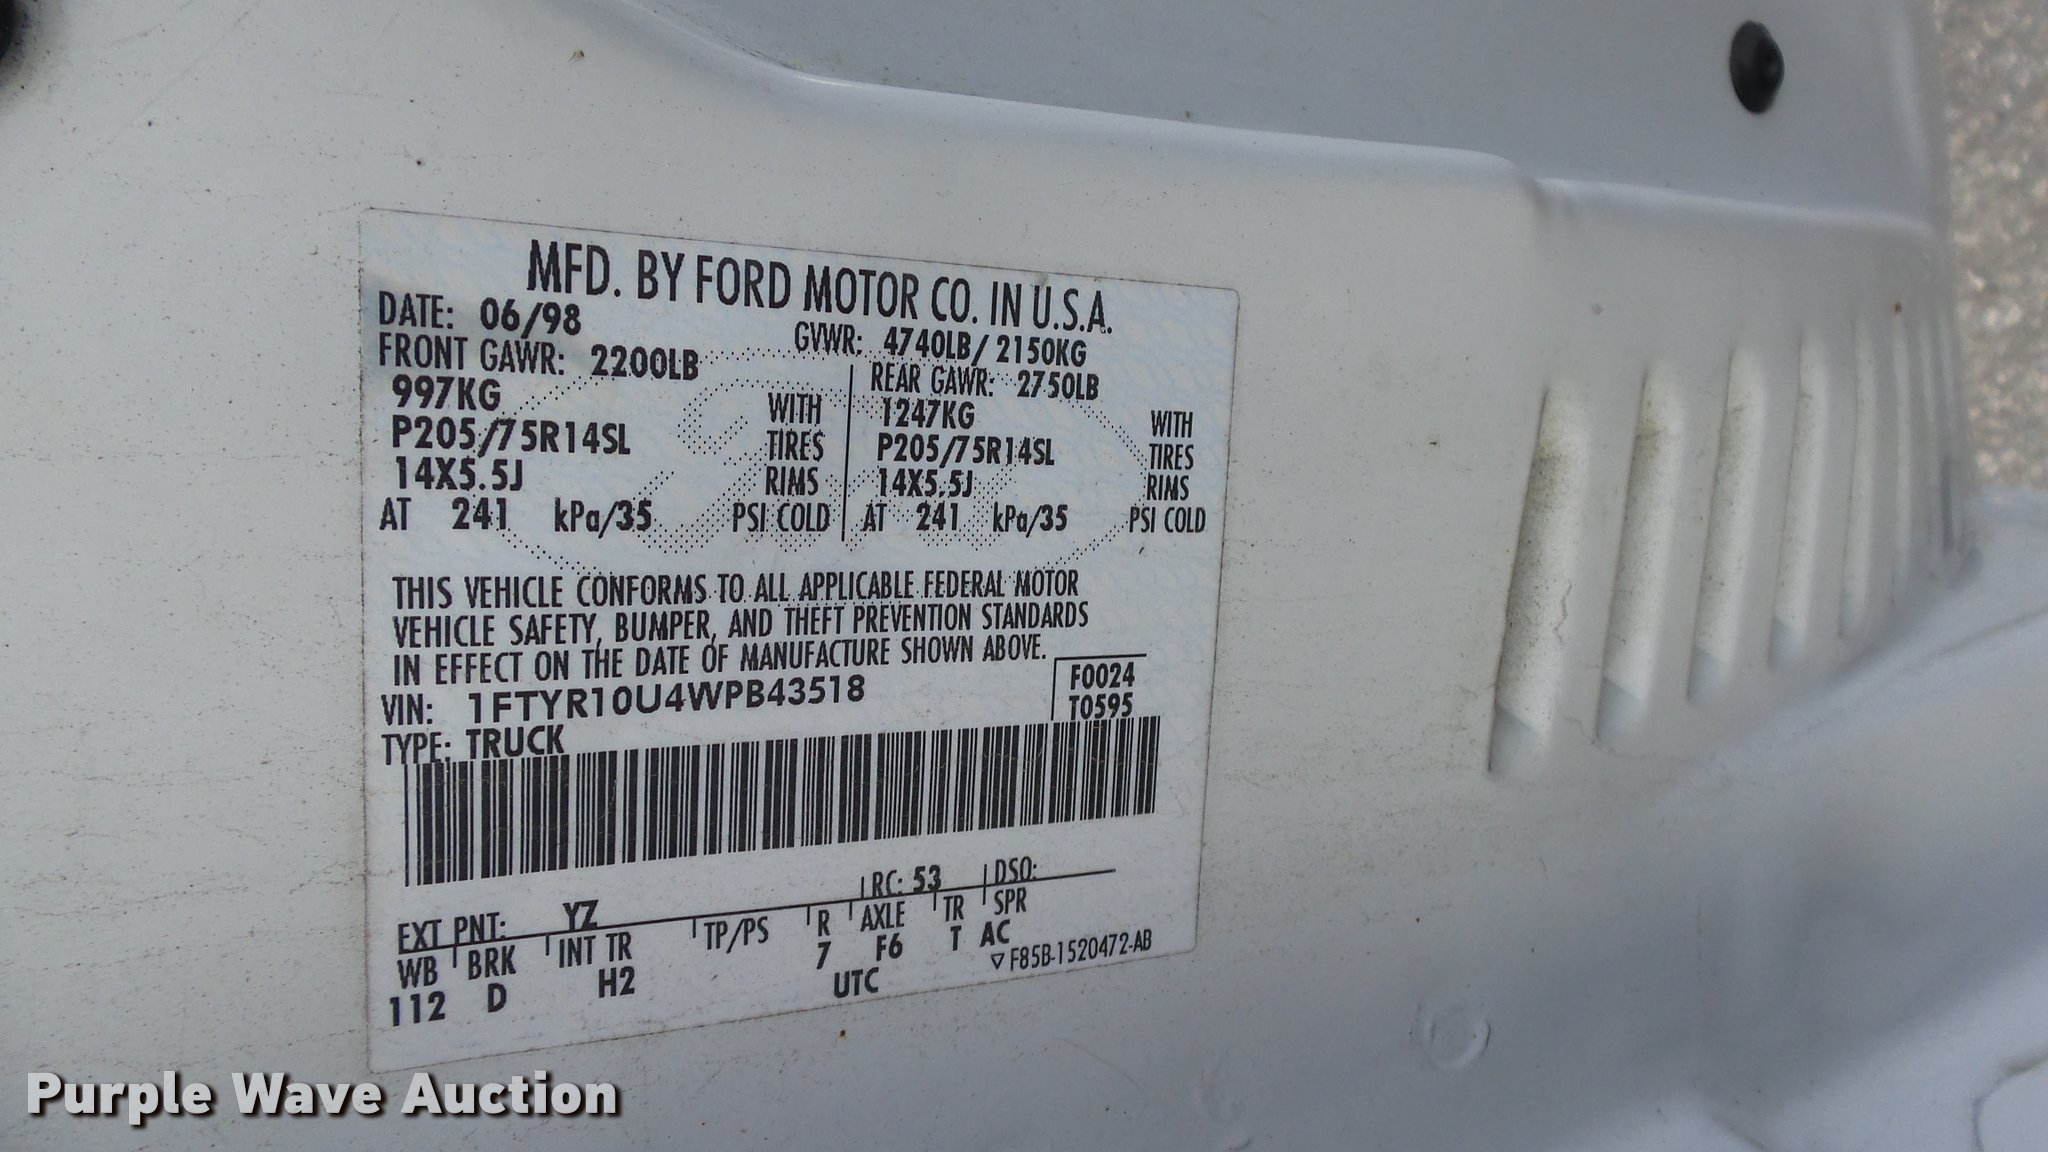 MFD. BY FORD MOTOR CO. IN U.S.A.
DATE: 06/98 GVWR: 4740LB/ 2150KG
FRONT GAWR: 2200LB REAR GAWR: 2750LB
997KG WITH 1247KG WITH
P205/75R14SL TIRES P205/75R14SL TIRES
14X5.5J RIMS 14X5.5J RIMS
AT 241 kPa/35 PSI COLD AT 241 kPa/35 PSI COLD
THIS VEHICLE CONFORMS TO ALL APPLICABLE FEDERAL MOTOR
VEHICLE SAFETY, BUMPER, AND THEFT PREVENTION STANDARDS
IN EFFECT ON THE DATE OF MANUFACTURE SHOWN ABOVE.
VIN: 1FTYR10U4WPB43518 F0024
TYPE: TRUCK T0595
EXT PNT: YZ RC: 53 DSO:
WB BRK INT TR TP/PS R AXLE TR SPR
112 D H2 7 F6 T AC
UTC ▽F85B-1520472-AB
Purple Wave Auction